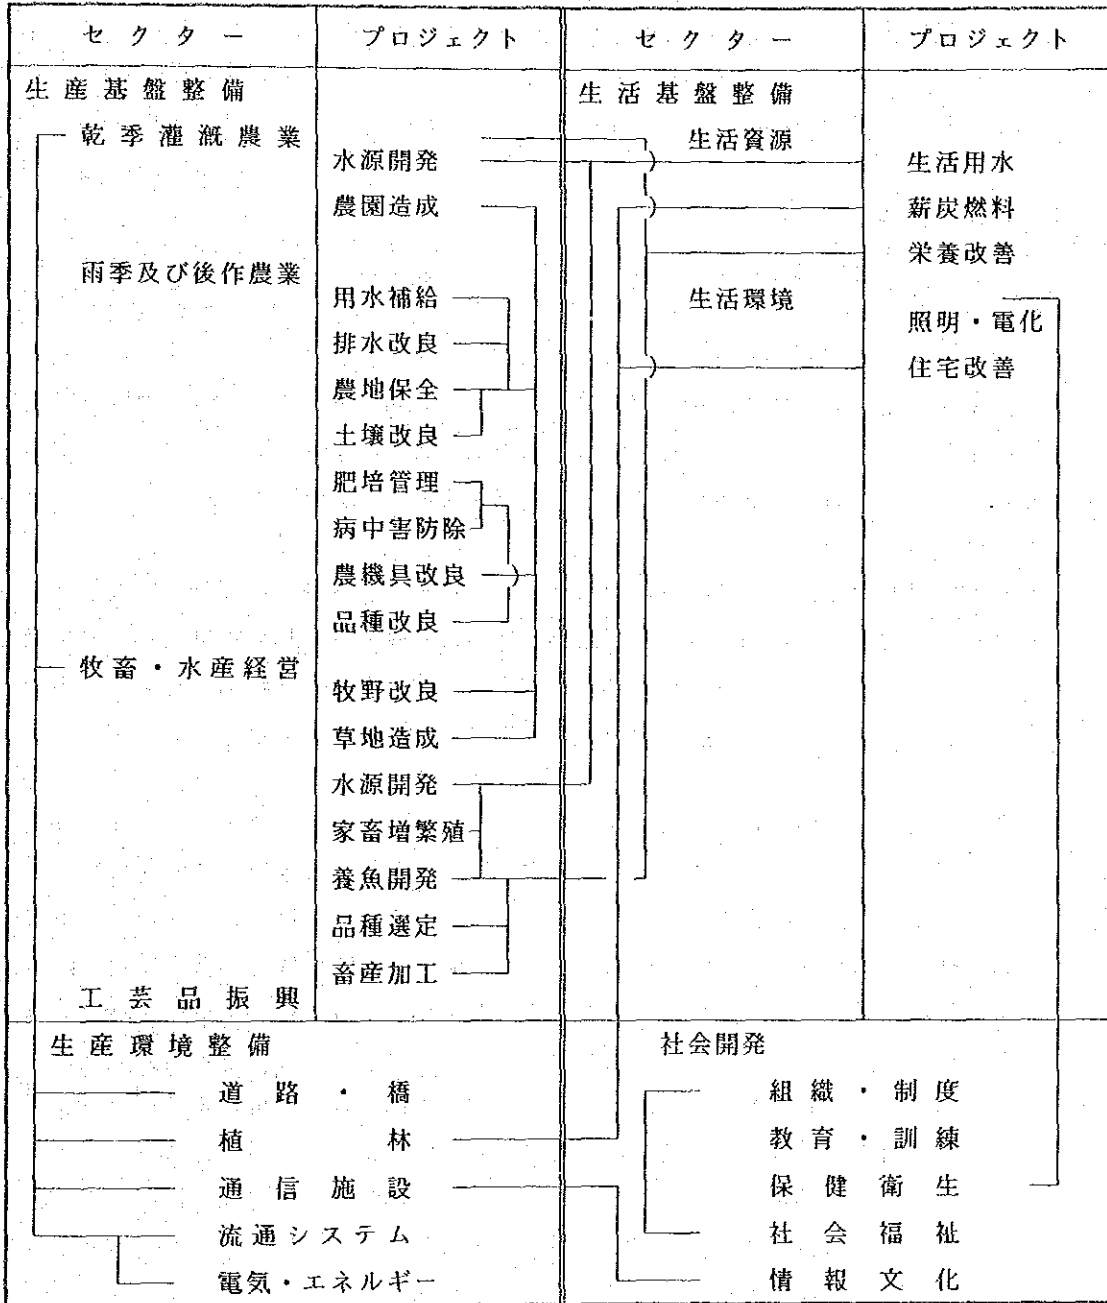 セクター　プロジェクト　セクター　プロジェクト
生産基盤整備
乾季灌漑農業
水源開発
農園造成
雨季及び後作農業
用水補給
排水改良
農地保全
土壌改良
肥培管理
病中害防除
農機具改良
品種改良
牧畜・水産経営
牧野改良
草地造成
水源開発
家畜増繁殖
養魚開発
品種選定
畜産加工
工芸品振興
生活基盤整備
生活資源
生活用水
薪炭燃料
栄養改善
生活環境
照明・電化
住宅改善
生産環境整備
道路・橋
植林
通信施設
流通システム
電気・エネルギー
社会開発
組織・制度
教育・訓練
保健衛生
社会福祉
情報文化